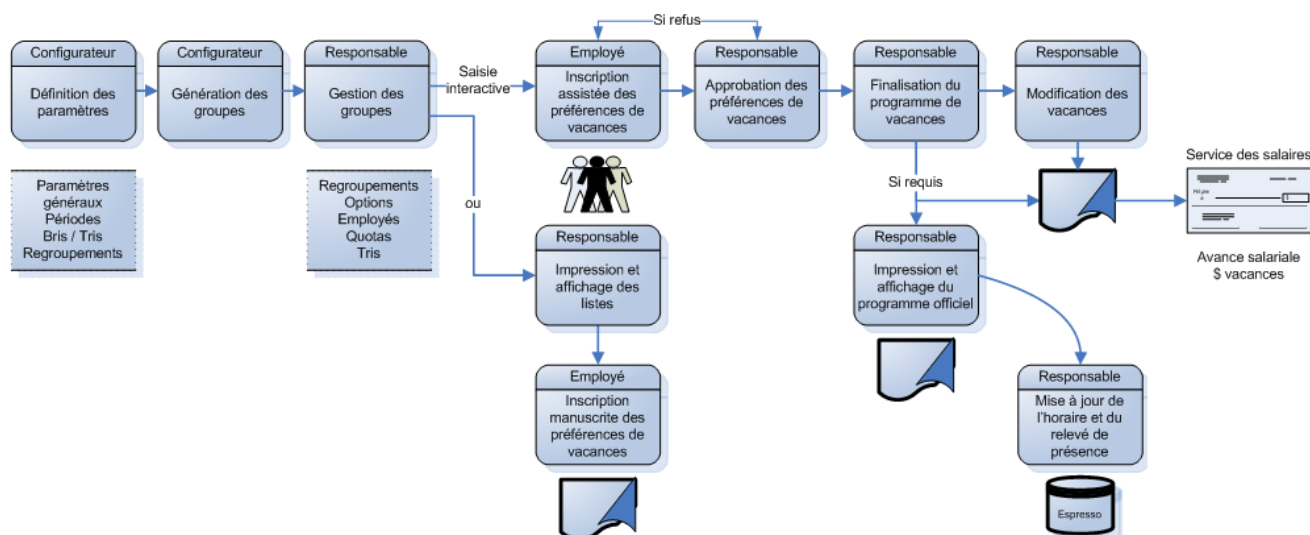 Si refus
Configurateur
Définition des
paramètres
Configurateur
Génération des
groupes
Responsable
Gestion des
groupes
Saisie
interactive
Employé
Inscription
assistée des
préférences de
vacances
Responsable
Approbation des
préférences de
vacances
Responsable
Finalisation du
programme de
vacances
Responsable
Modification des
vacances
Paramètres
généraux
Périodes
Bris / Tris
Regroupements
Regroupements
Options
Employés
Quotas
Tris
ou
Si requis
Service des salaires
$
Avance salariale
$ vacances
Responsable
Impression et
affichage des
listes
Responsable
Impression et
affichage du
programme officiel
Employé
Inscription
manuscrite des
préférences de
vacances
Responsable
Mise à jour de
l'horaire et du
relevé de
présence
Espresso